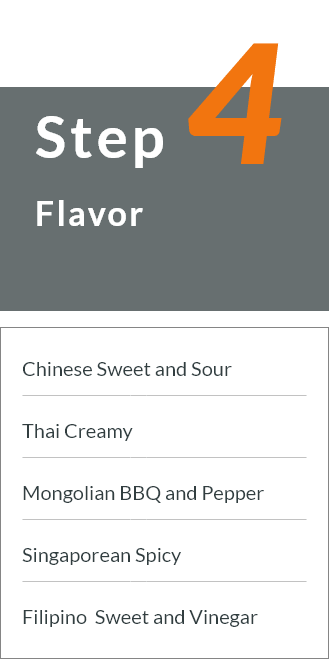 Step 4
Flavor
Chinese Sweet and Sour
Thai Creamy
Mongolian BBQ and Pepper
Singaporean Spicy
Filipino  Sweet and Vinegar